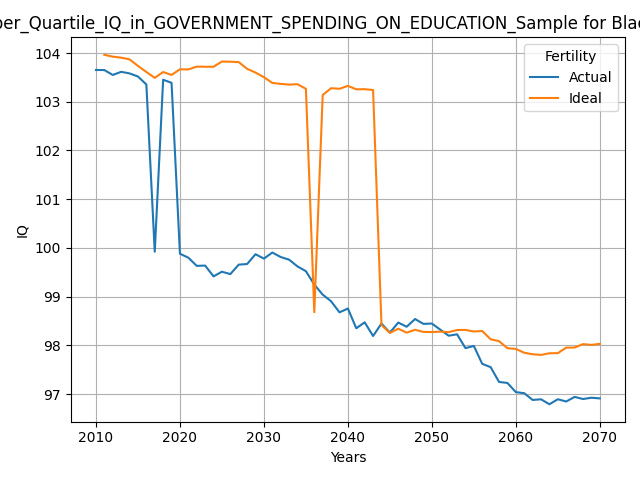 per_Quartile_IQ_in_GOVERNMENT_SPENDING_ON_EDUCATION_Sample for Blac
Fertility
Actual
Ideal
104
103
102
101
100
99
98
97
IQ
2010 2020 2030 2040 2050 2060 2070
Years